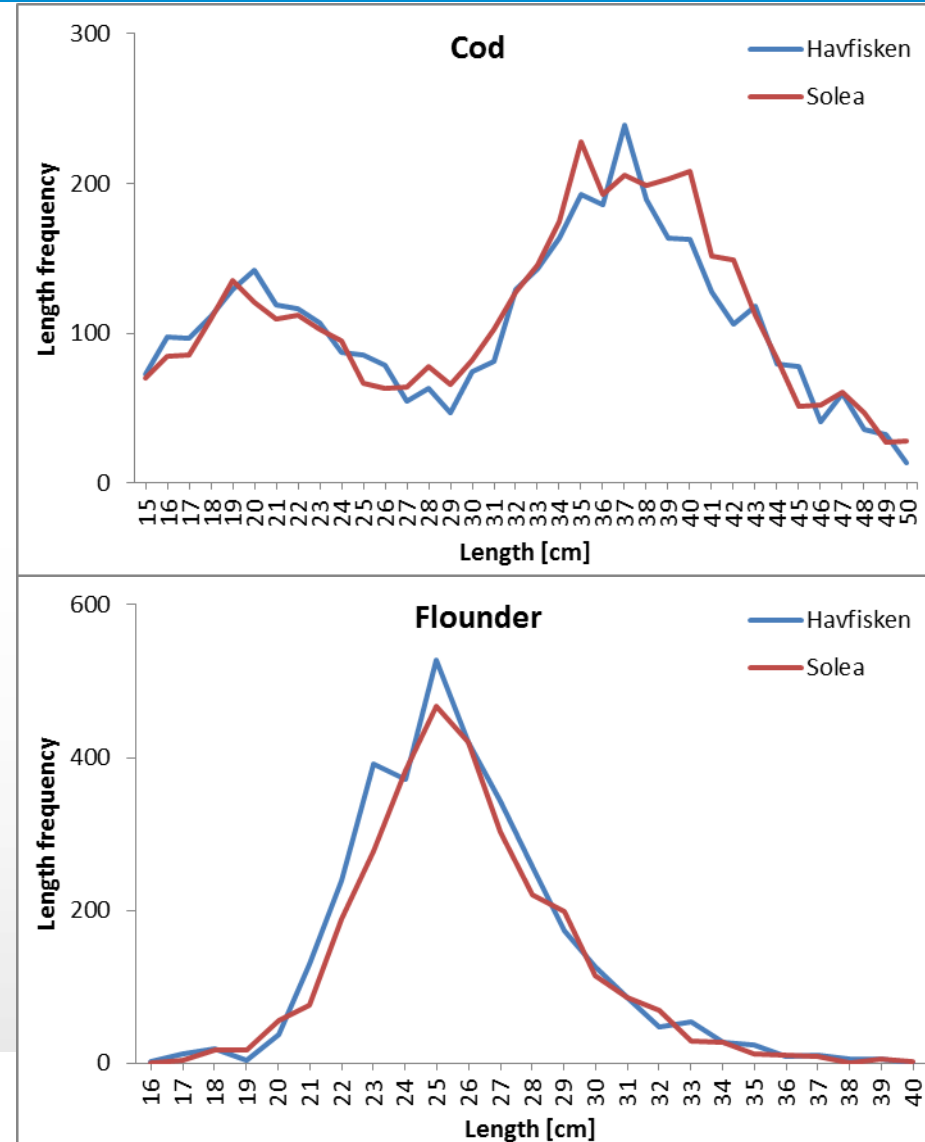 Cod
Havfisken
Solea
Length frequency
300
200
100
0
15 16 17 18 19 20 21 22 23 24 25 26 27 28 29 30 31 32 33 34 35 36 37 38 39 40 41 42 43 44 45 46 47 48 49 50
Length [cm]
Flounder
Havfisken
Solea
Length frequency
600
400
200
0
16 17 18 19 20 21 22 23 24 25 26 27 28 29 30 31 32 33 34 35 36 37 38 39 40
Length [cm]